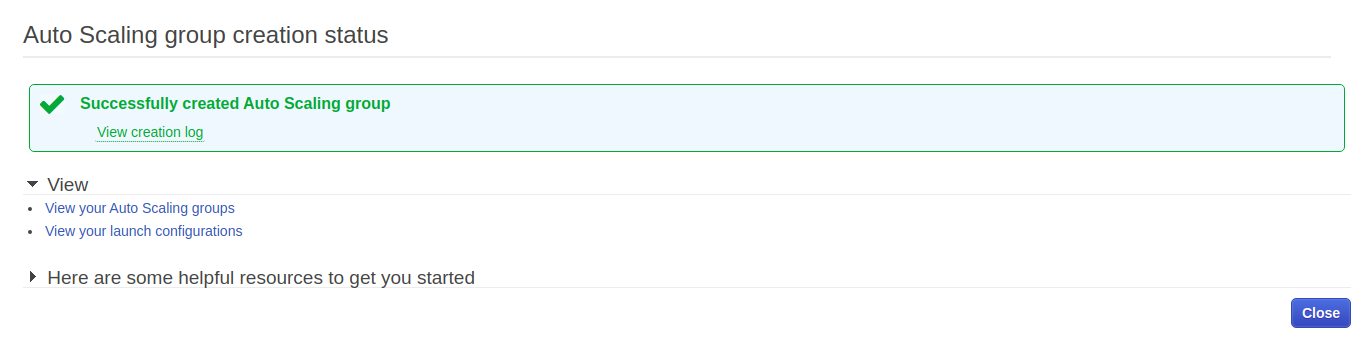 Auto Scaling group creation status
Successfully created Auto Scaling group
View creation log
View
View your Auto Scaling groups
View your launch configurations
Here are some helpful resources to get you started
Close